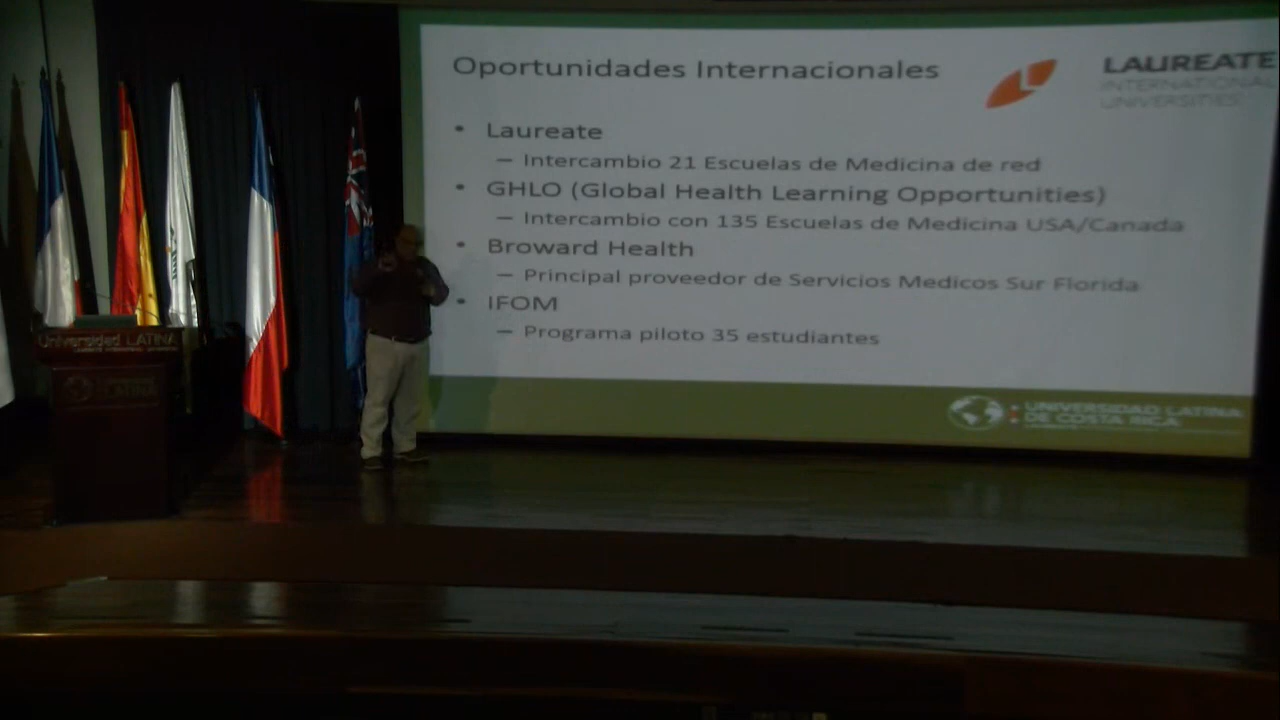 Oportunidades Internacionales
LAUREATE
INTERNATIONAL
UNIVERSITIES
• Laureate
– Intercambio 21 Escuelas de Medicina de red
• GHLO (Global Health Learning Opportunities)
– Intercambio con 135 Escuelas de Medicina USA/Canada
• Broward Health
– Principal proveedor de Servicios Medicos Sur Florida
• IFOM
– Programa piloto 35 estudiantes
UNIVERSIDAD LATINA
DE COSTA RICA
Universidad LATINA